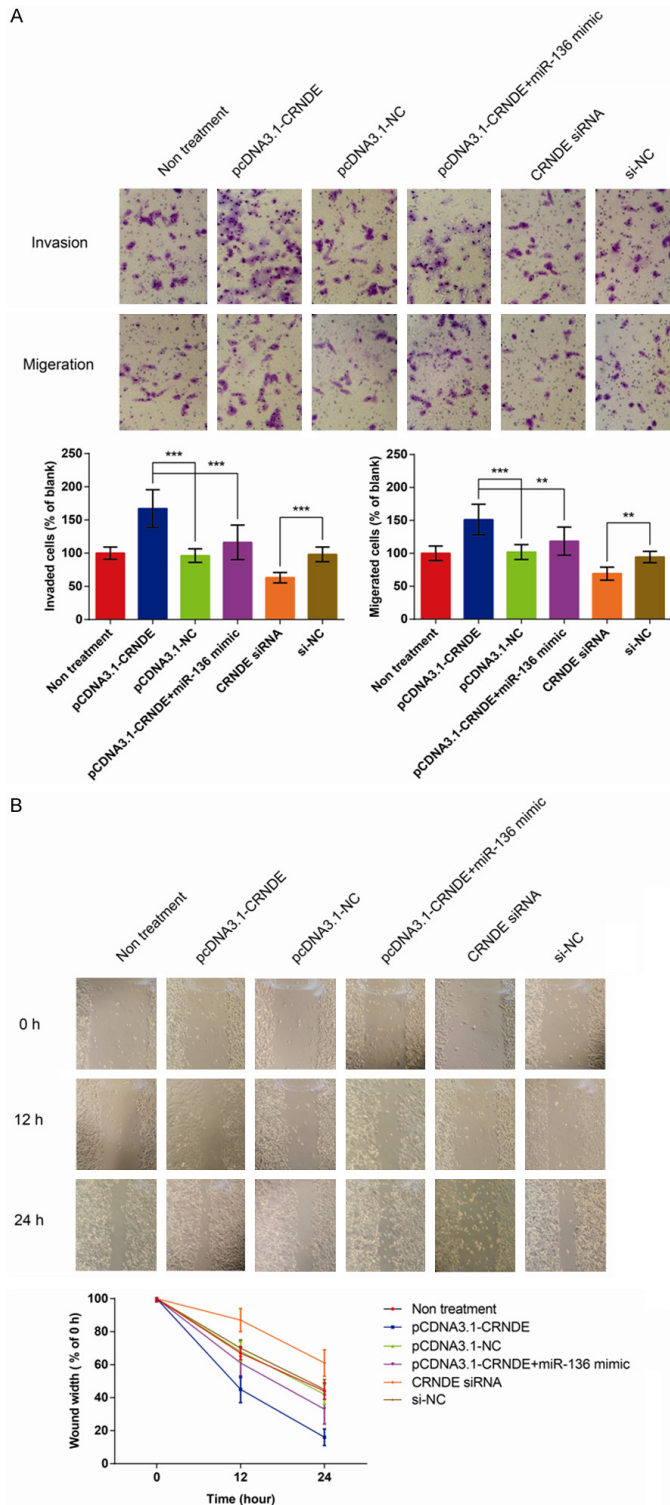 A
Non treatment
pcDNA3.1-CRNDE
pcDNA3.1-NC
pcDNA3.1-CRNDE+miR-136 mimic
CRNDE siRNA
si-NC
Invasion
Migeration
Invaded cells (% of blank)
250
200
150
100
50
0
***
***
***
Non treatment
pCDNA3.1-CRNDE
pCDNA3.1-NC
pCDNA3.1-CRNDE+miR-136 mimic
CRNDE siRNA
si-NC
Migerated cells (% of blank)
250
200
150
100
50
0
***
**
**
Non treatment
pCDNA3.1-CRNDE
pCDNA3.1-NC
pCDNA3.1-CRNDE+miR-136 mimic
CRNDE siRNA
si-NC
B
Non treatment
pcDNA3.1-CRNDE
pcDNA3.1-NC
pcDNA3.1-CRNDE+miR-136 mimic
CRNDE siRNA
si-NC
0 h
12 h
24 h
Wound width ( % of 0 h)
100
80
60
40
20
0
0 12 24
Time (hour)
Non treatment
pCDNA3.1-CRNDE
pCDNA3.1-NC
pCDNA3.1-CRNDE+miR-136 mimic
CRNDE siRNA
si-NC